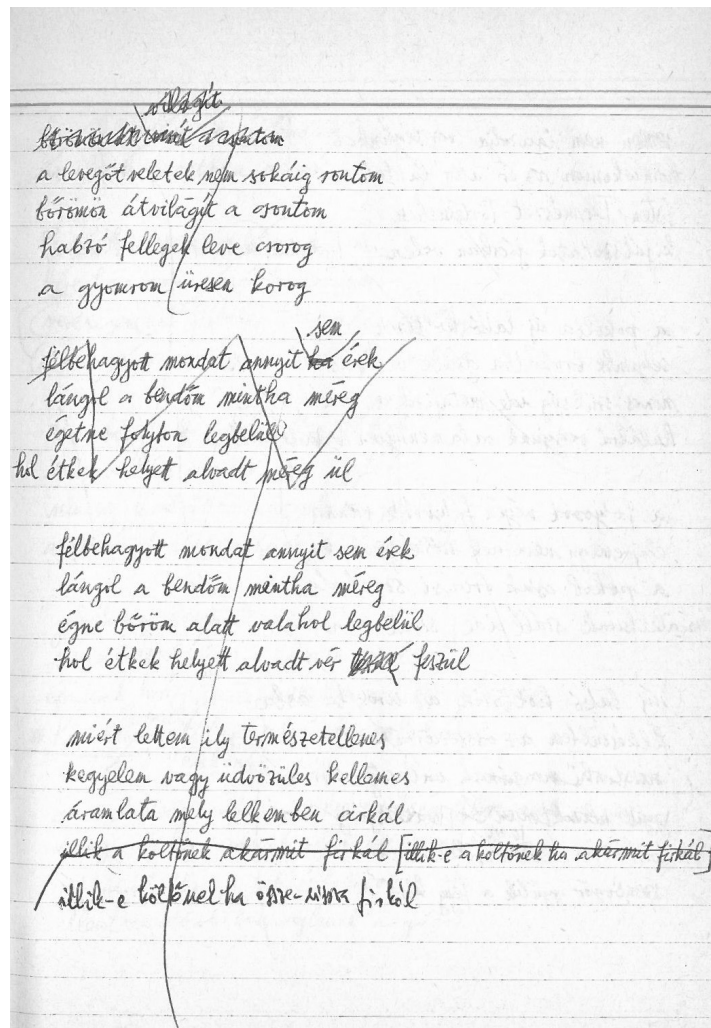 világít
a levegőt veletek nem sokáig rontom
bőrömön átvilágít a csontom
habzó fellegek leve csorog
a gyomrom üresen korog
sem
félbehagyott mondat annyit ha érek
lángol a bendőm mintha méreg
égetne folyton legbelül
hol étkek helyett alvadt méreg ül
félbehagyott mondat annyit sem érek
lángol a bendőm mintha méreg
égne bőröm alatt valahol legbelül
hol étkek helyett alvadt vér feszül
miért lettem ily természetellenes
kegyelem vagy üdvözülés kellemes
áramlata mely lelkemben cirkál
illik a költőnek akármit firkál [illik-e a költőnek ha akármit firkál]
illik-e költőnek ha össze-vissza firkál